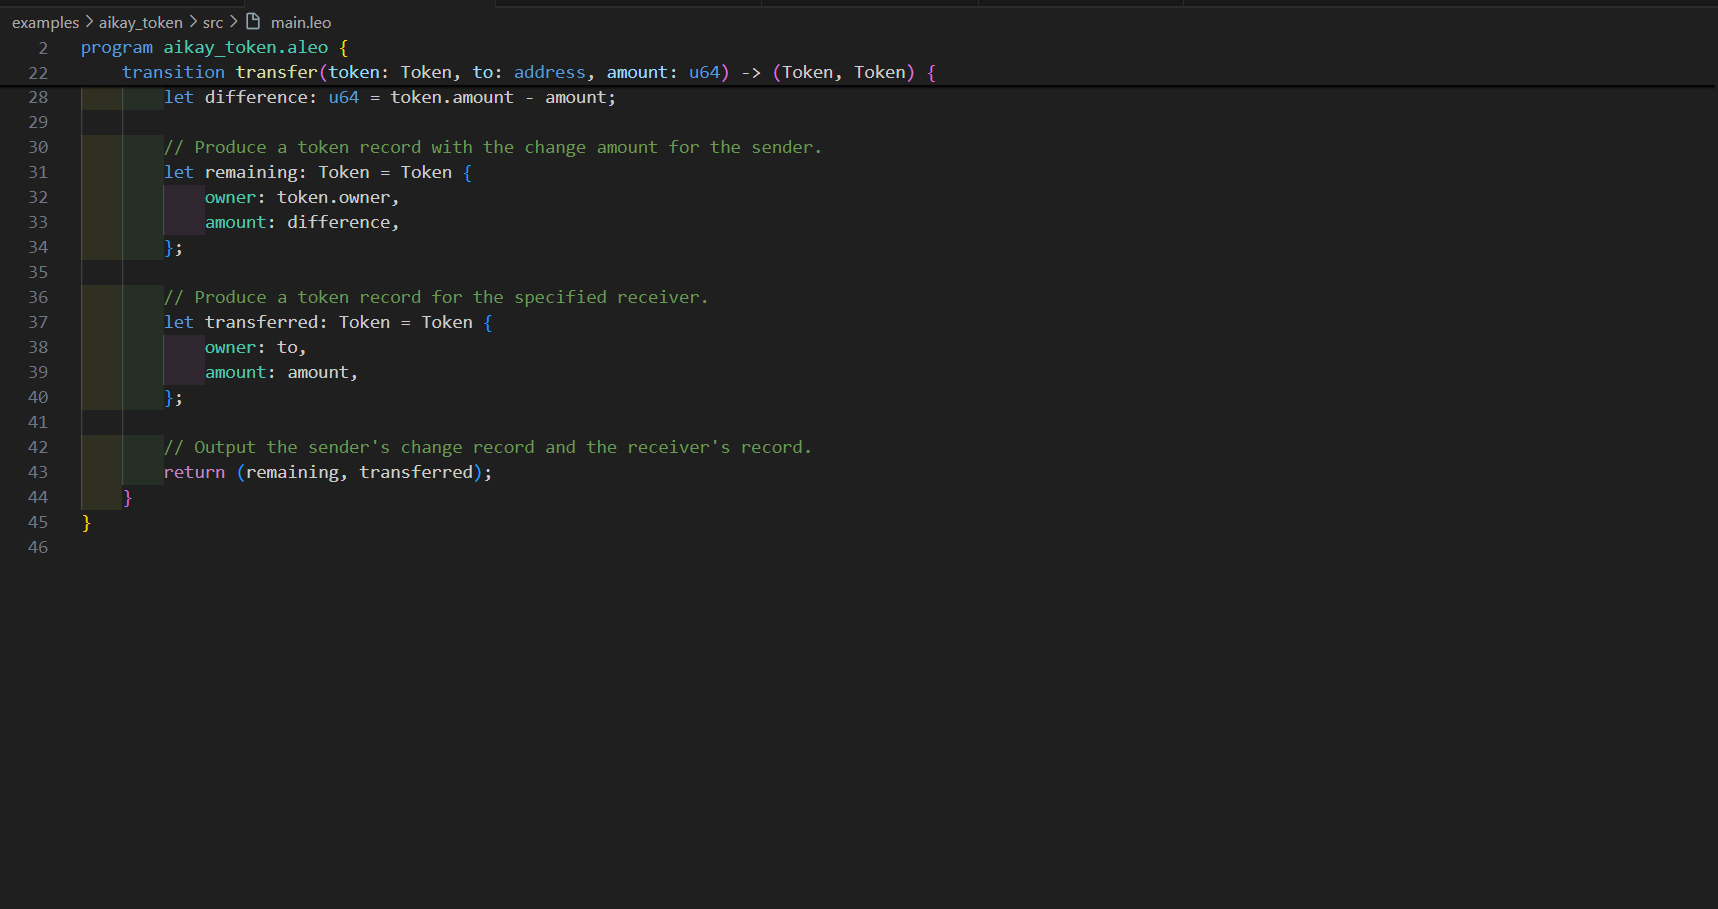 examples > aikay_token > src > main.leo
2 program aikay_token.aleo {
22 transition transfer(token: Token, to: address, amount: u64) -> (Token, Token) {
28 let difference: u64 = token.amount - amount;
29
30 // Produce a token record with the change amount for the sender.
31 let remaining: Token = Token {
32 owner: token.owner,
33 amount: difference,
34 };
35
36 // Produce a token record for the specified receiver.
37 let transferred: Token = Token {
38 owner: to,
39 amount: amount,
40 };
41
42 // Output the sender's change record and the receiver's record.
43 return (remaining, transferred);
44 }
45 }
46